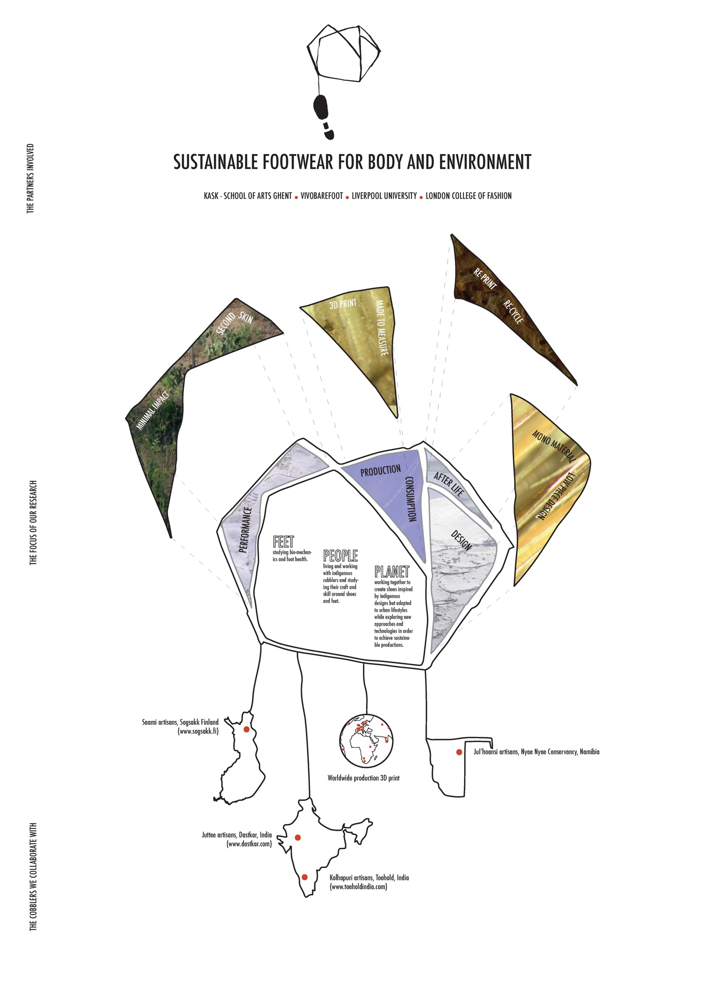 SUSTAINABLE FOOTWEAR FOR BODY AND ENVIRONMENT
THE PARTNERS INVOLVED
KASK - SCHOOL OF ARTS GHENT • VIVOBAREFOOT • LIVERPOOL UNIVERSITY • LONDON COLLEGE OF FASHION
RE-PRINT
RE-CYCLE
3D PRINT
MADE TO MEASURE
SECOND SKIN
MINIMAL IMPACT
MONO MATERIAL
LOW PIECE DESIGN
THE FOCUS OF OUR RESEARCH
PERFORMANCE
PRODUCTION
CONSUMPTION
AFTER LIFE
DESIGN
FEET
studying bio-mechan-
ics and foot health.
PEOPLE
living and working
with indigenous
cobblers and study-
ing their craft and
skill around shoes
and feet.
PLANET
working together to
create shoes inspired
by indigenous
designs but adapted
to urban lifestyles
while exploring new
approaches and
technologies in order
to achieve sustaina-
ble productions.
THE COBBLERS WE COLLABORATE WITH
Saami artisans, Sogsakk Finland
(www.sogsakk.fi)
Worldwide production 3D print
Jul'hoansi artisans, Nyae Nyae Conservancy, Namibia
Juttee artisans, Dastkar, India
(www.dastkar.com)
Kolhapuri artisans, Toehold, India
(www.toeholdindia.com)